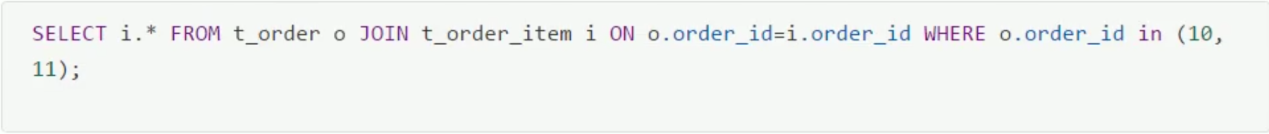 SELECT i.* FROM t_order o JOIN t_order_item i ON o.order_id=i.order_id WHERE o.order_id in (10,
11);